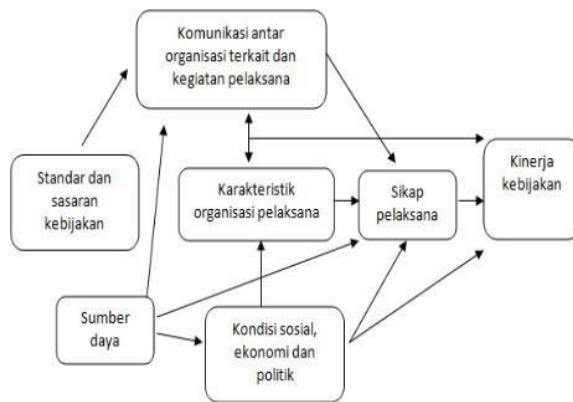 Komunikasi antar
organisasi terkait dan
kegiatan pelaksana
Standar dan
sasaran
kebijakan
Karakteristik
organisasi pelaksana
Sikap
pelaksana
Kinerja
kebijakan
Sumber
daya
Kondisi sosial,
ekonomi dan
politik